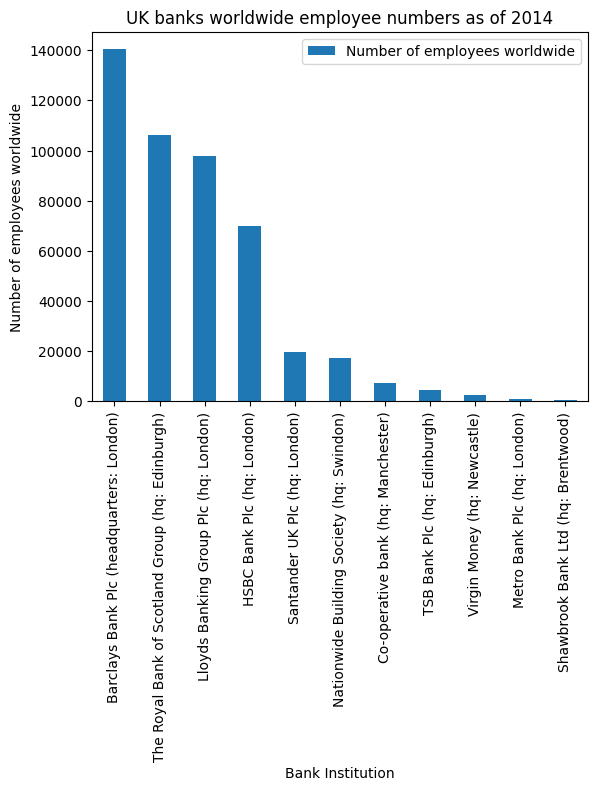 UK banks worldwide employee numbers as of 2014
Number of employees worldwide
Number of employees worldwide
140000
120000
100000
80000
60000
40000
20000
0
Barclays Bank Plc (headquarters: London)
The Royal Bank of Scotland Group (hq: Edinburgh)
Lloyds Banking Group Plc (hq: London)
HSBC Bank Plc (hq: London)
Santander UK Plc (hq: London)
Nationwide Building Society (hq: Swindon)
Co-operative bank (hq: Manchester)
TSB Bank Plc (hq: Edinburgh)
Virgin Money (hq: Newcastle)
Metro Bank Plc (hq: London)
Shawbrook Bank Ltd (hq: Brentwood)
Bank Institution